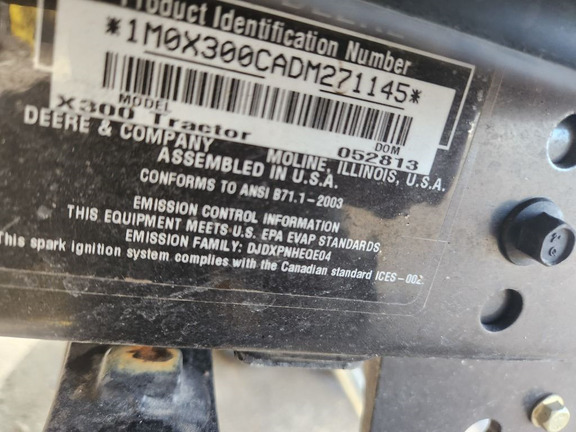 Product Identification Number
*1M0X300CADM271145*
MODEL DOM
X300 Tractor 052813
DEERE & COMPANY MOLINE, ILLINOIS, U.S.A.
ASSEMBLED IN U.S.A.
CONFORMS TO ANSI B71.1-2003
EMISSION CONTROL INFORMATION
THIS EQUIPMENT MEETS U.S. EPA EVAP STANDARDS
EMISSION FAMILY: DJDXPNHEQE04
This spark ignition system complies with the Canadian standard ICES-002.